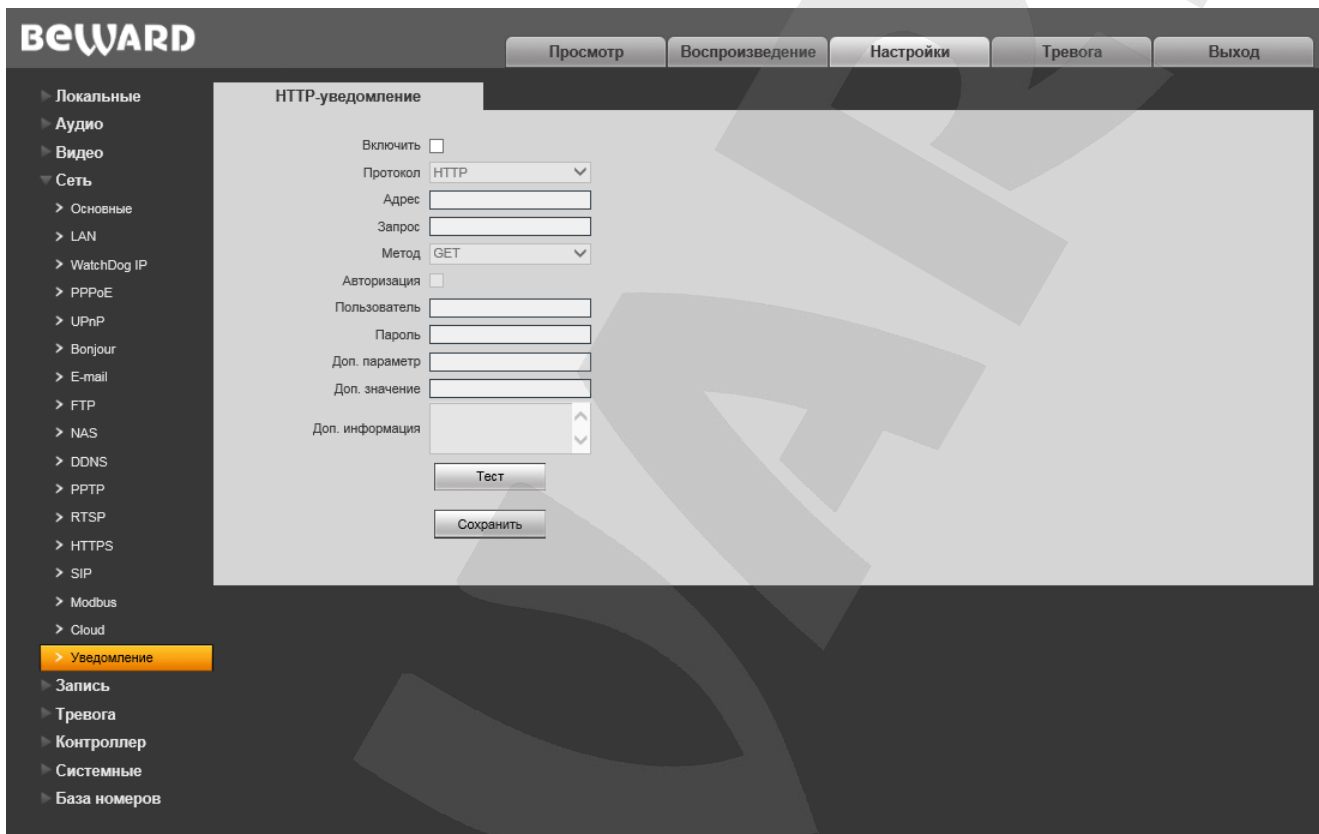 BEWARD
Просмотр
Воспроизведение
Настройки
Тревога
Выход
Локальные
Аудио
Видео
Сеть
Основные
LAN
WatchDog IP
PPPoE
UPnP
Bonjour
E-mail
FTP
NAS
DDNS
PPTP
RTSP
HTTPS
SIP
Modbus
Cloud
Уведомление
Запись
Тревога
Контроллер
Системные
База номеров
HTTP-уведомление
Включить
Протокол HTTP
Адрес
Запрос
Метод GET
Авторизация
Пользователь
Пароль
Доп. параметр
Доп. значение
Доп. информация
Тест
Сохранить